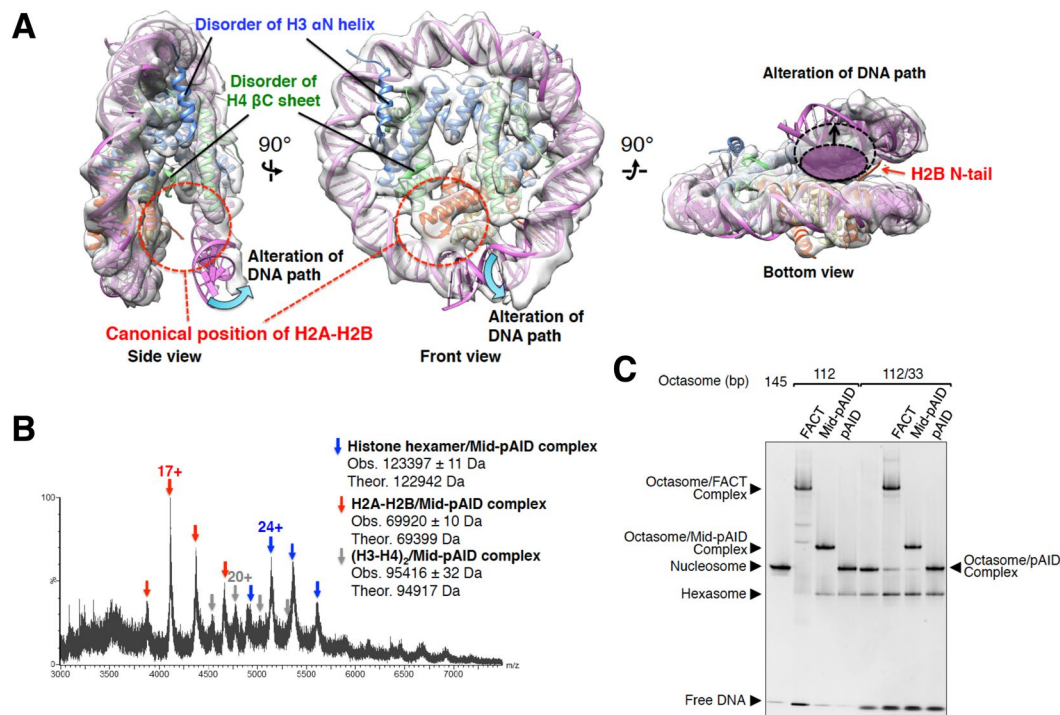 A
Disorder of H3 αN helix
Disorder of
H4 βC sheet
90°
90°
Alteration of
DNA path
Canonical position of H2A-H2B
Side view
Alteration of
DNA path
Front view
Alteration of DNA path
H2B N-tail
Bottom view
B
Histone hexamer/Mid-pAID complex
Obs. 123397 ± 11 Da
Theor. 122942 Da
H2A-H2B/Mid-pAID complex
Obs. 69920 ± 10 Da
Theor. 69399 Da
(H3-H4)₂/Mid-pAID complex
Obs. 95416 ± 32 Da
Theor. 94917 Da
17+
24+
20+
100
%
0
3000 3500 4000 4500 5000 5500 6000 6500 7000 m/z
C
Octasome (bp) 145 112 112/33
FACT Mid-pAID pAID FACT Mid-pAID pAID
Octasome/FACT
Complex
Octasome/Mid-pAID
Complex
Nucleosome
Octasome/pAID
Complex
Hexasome
Free DNA